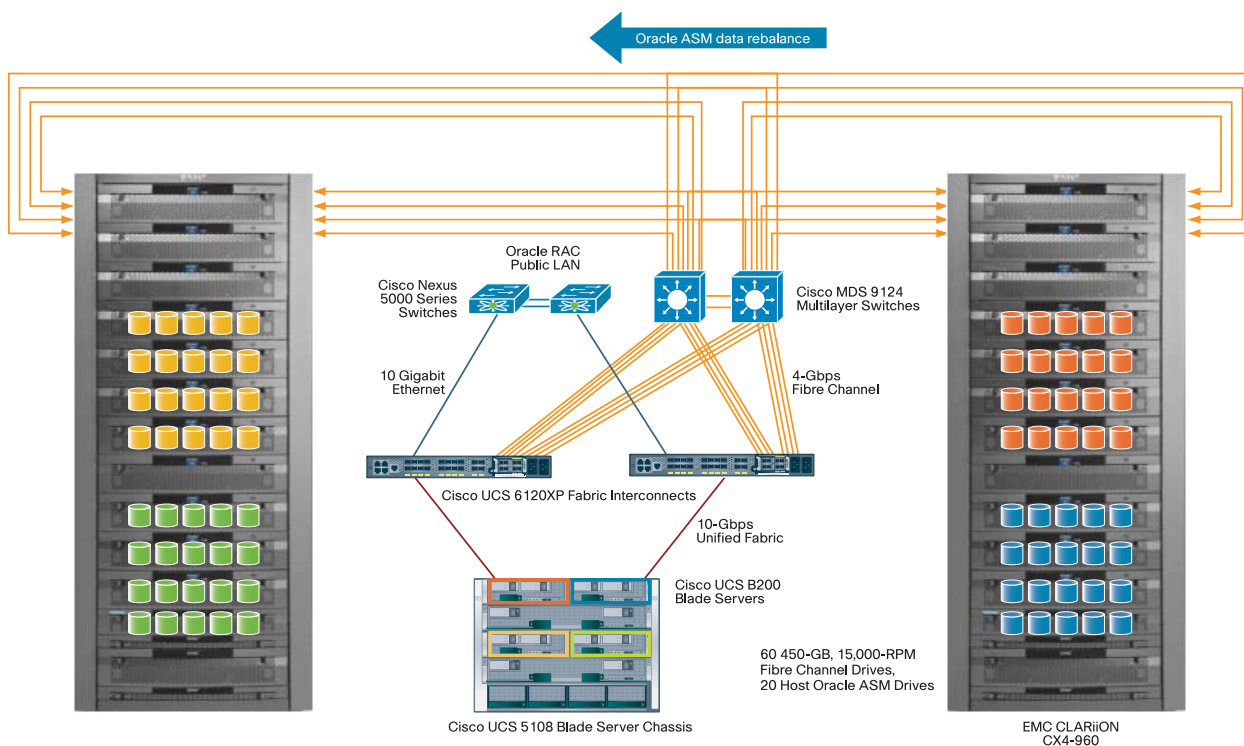 Oracle ASM data rebalance
Oracle RAC
Public LAN
Cisco Nexus
5000 Series
Switches
Cisco MDS 9124
Multilayer Switches
10 Gigabit
Ethernet
4-Gbps
Fibre Channel
Cisco UCS 6120XP Fabric Interconnects
10-Gbps
Unified Fabric
Cisco UCS B200
Blade Servers
60 450-GB, 15,000-RPM
Fibre Channel Drives,
20 Host Oracle ASM Drives
Cisco UCS 5108 Blade Server Chassis
EMC CLARiiON
CX4-960